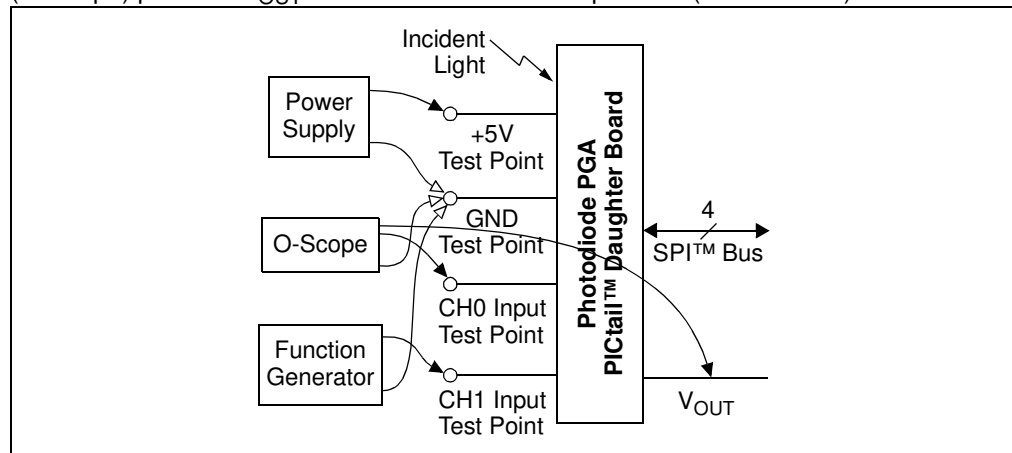 Incident
Light
Power
Supply
+5V
Test Point
GND
Test Point
O-Scope
CH0 Input
Test Point
Function
Generator
CH1 Input
Test Point
Photodiode PGA
PICtail™ Daughter Board
4
SPI™ Bus
VOUT